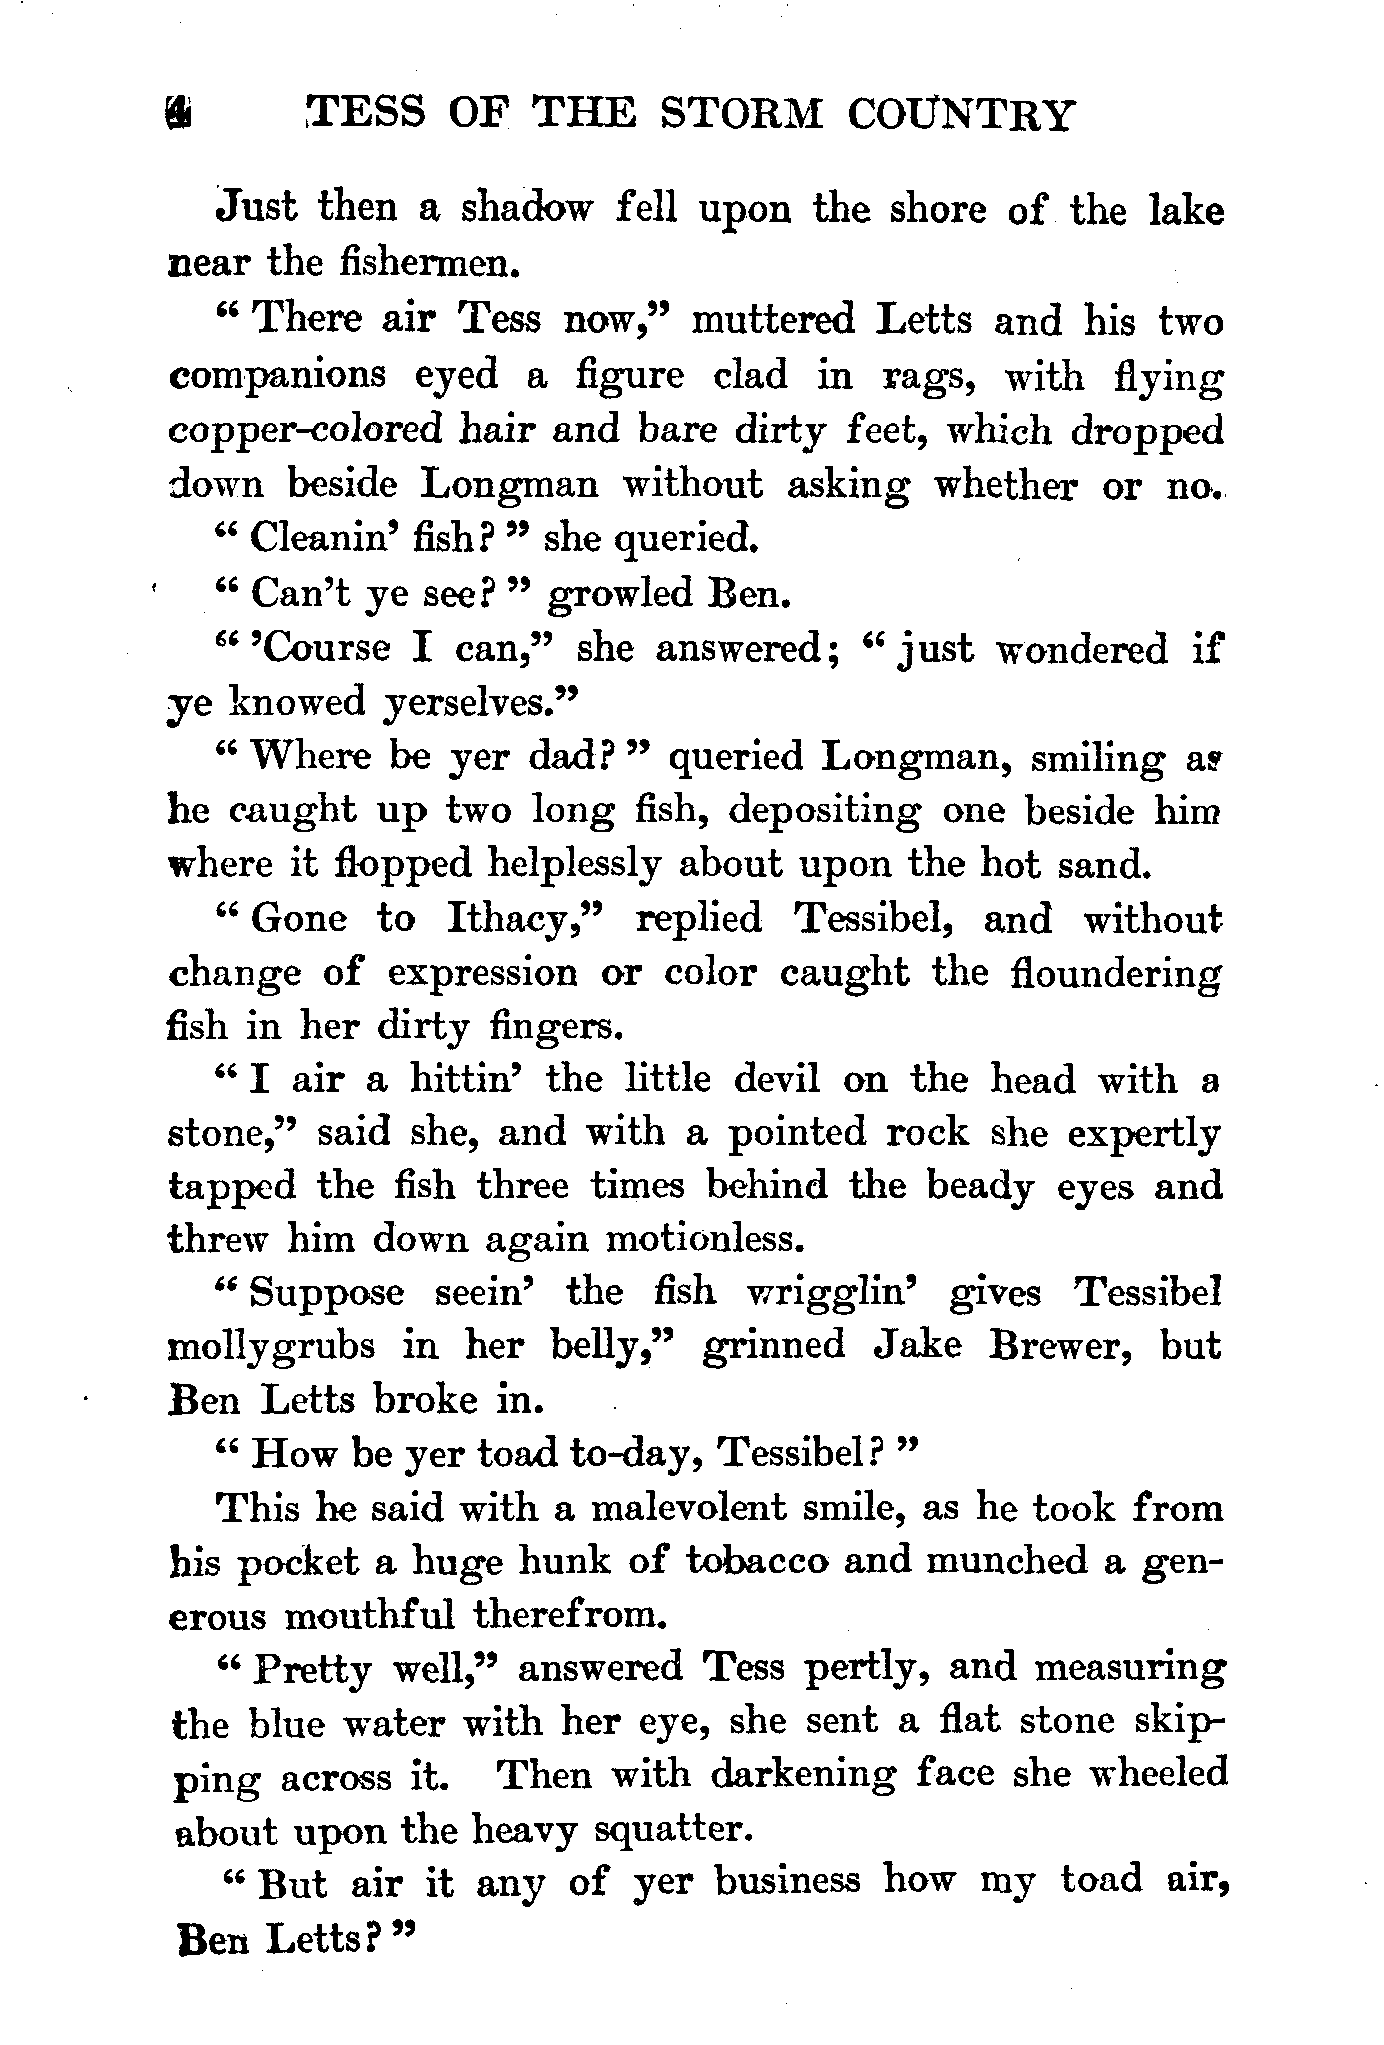 4 TESS OF THE STORM COUNTRY
Just then a shadow fell upon the shore of the lake
near the fishermen.
" There air Tess now," muttered Letts and his two
companions eyed a figure clad in rags, with flying
copper-colored hair and bare dirty feet, which dropped
down beside Longman without asking whether or no.
" Cleanin' fish? " she queried.
" Can't ye see? " growled Ben.
" 'Course I can," she answered; " just wondered if
ye knowed yerselves."
" Where be yer dad? " queried Longman, smiling as
he caught up two long fish, depositing one beside him
where it flopped helplessly about upon the hot sand.
" Gone to Ithacy," replied Tessibel, and without
change of expression or color caught the floundering
fish in her dirty fingers.
" I air a hittin' the little devil on the head with a
stone," said she, and with a pointed rock she expertly
tapped the fish three times behind the beady eyes and
threw him down again motionless.
" Suppose seein' the fish wrigglin' gives Tessibel
mollygrubs in her belly," grinned Jake Brewer, but
Ben Letts broke in.
" How be yer toad to-day, Tessibel? "
This he said with a malevolent smile, as he took from
his pocket a huge hunk of tobacco and munched a gen-
erous mouthful therefrom.
" Pretty well," answered Tess pertly, and measuring
the blue water with her eye, she sent a flat stone skip-
ping across it. Then with darkening face she wheeled
about upon the heavy squatter.
" But air it any of yer business how my toad air,
Ben Letts? "